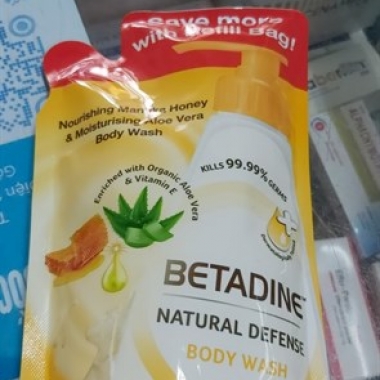 Save more
with Refill Bag!
Nourishing Manuka Honey
& Moisturising Aloe Vera
Body Wash
KILLS 99.99% GERMS
Enriched with Organic Aloe Vera
& Vitamin E
BETADINE
NATURAL DEFENSE
BODY WASH